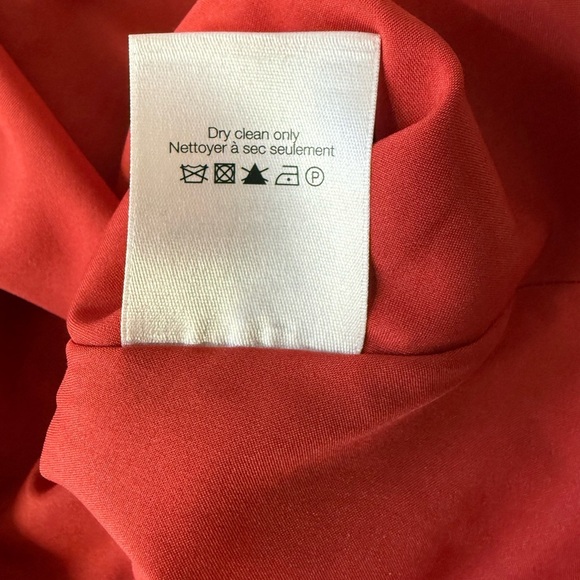 Dry clean only
Nettoyer à sec seulement
P